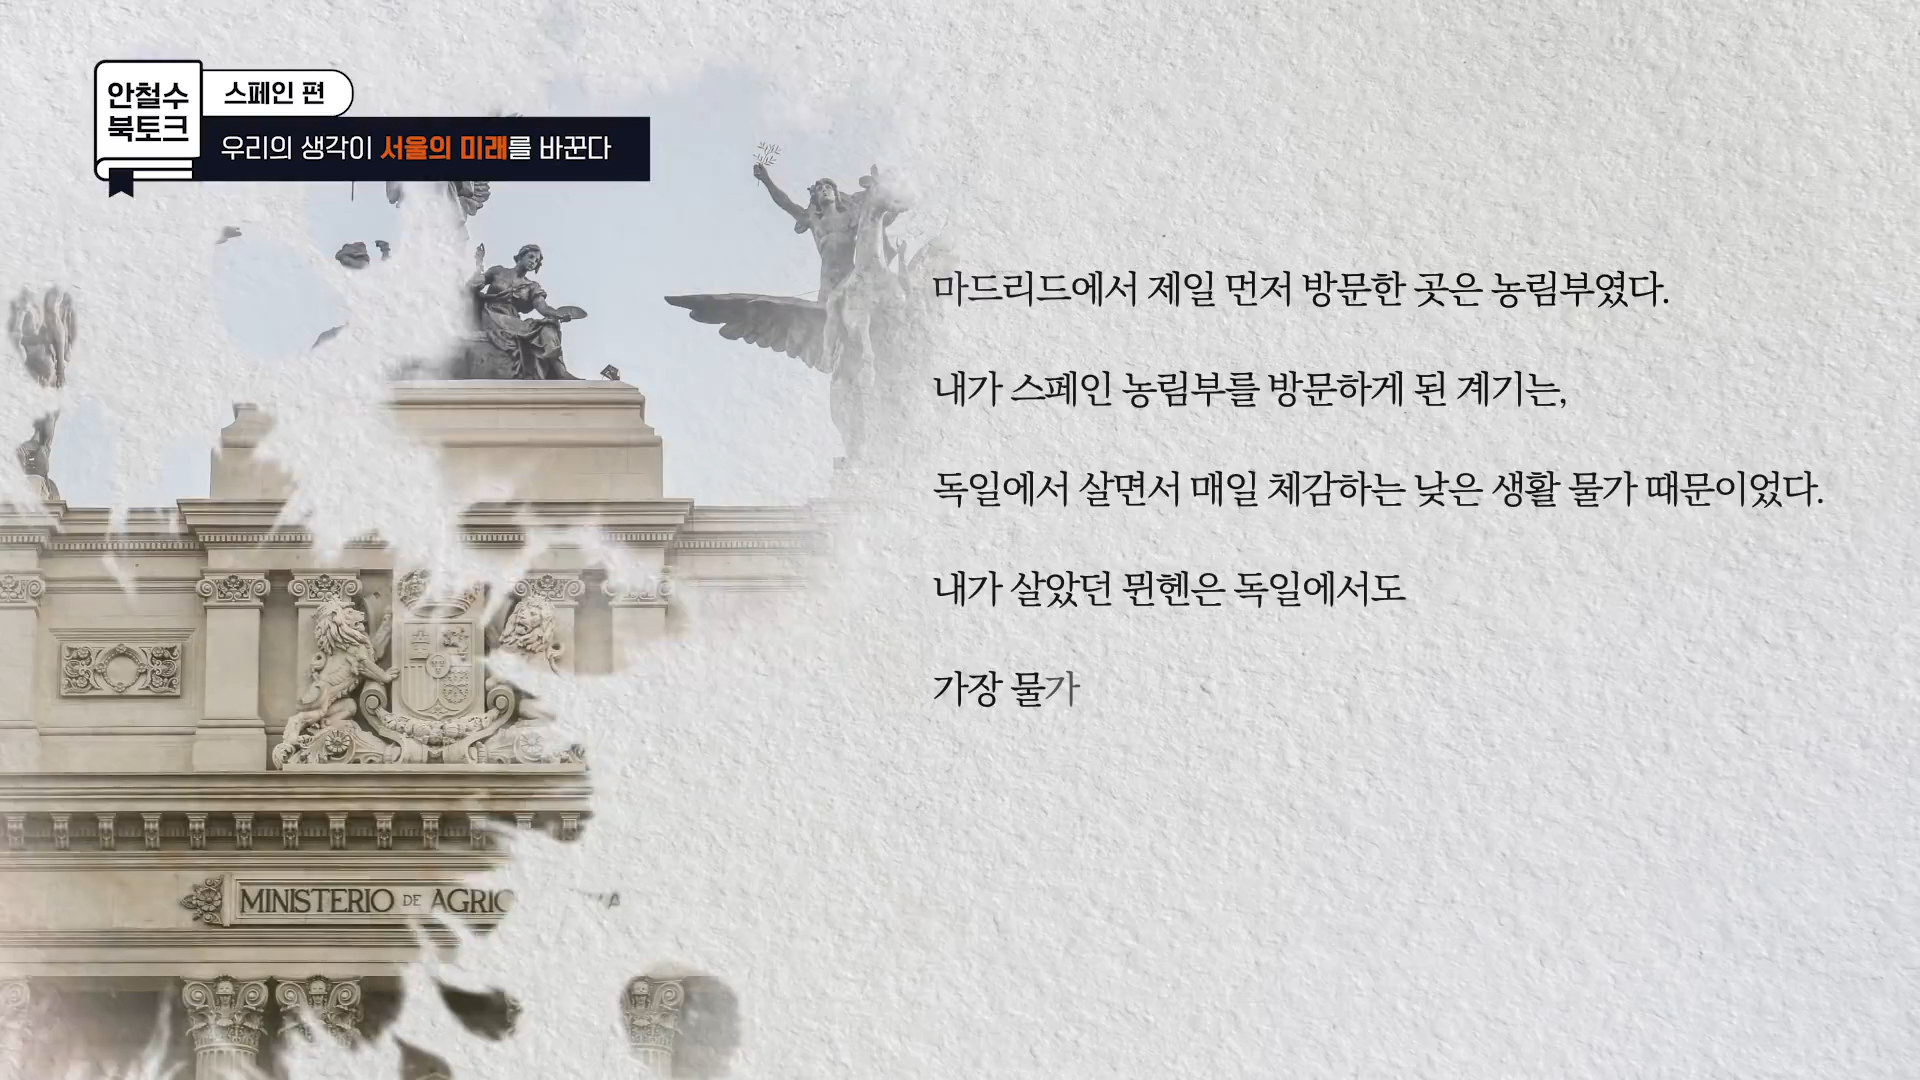 안철수
북토크
스페인 편
우리의 생각이 서울의 미래를 바꾼다
마드리드에서 제일 먼저 방문한 곳은 농림부였다.
내가 스페인 농림부를 방문하게 된 계기는,
독일에서 살면서 매일 체감하는 낮은 생활 물가 때문이었다.
내가 살았던 뮌헨은 독일에서도
가장 물가
MINISTERIO DE AGRIC